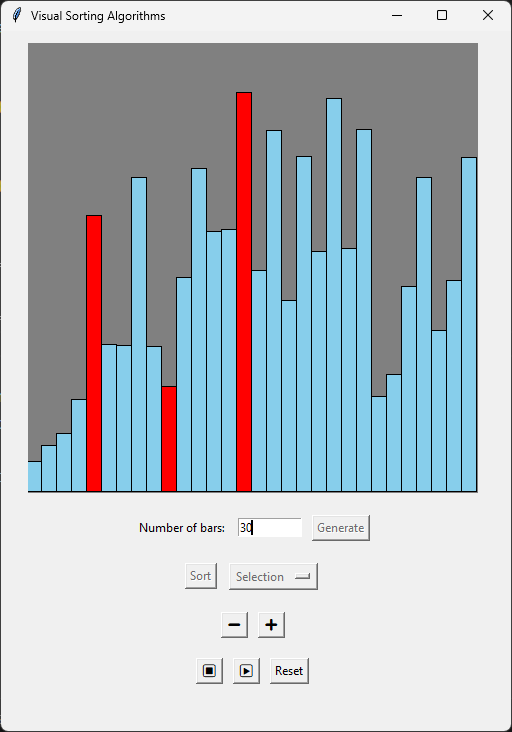 Visual Sorting Algorithms
Number of bars: 30 Generate
Sort Selection
Reset